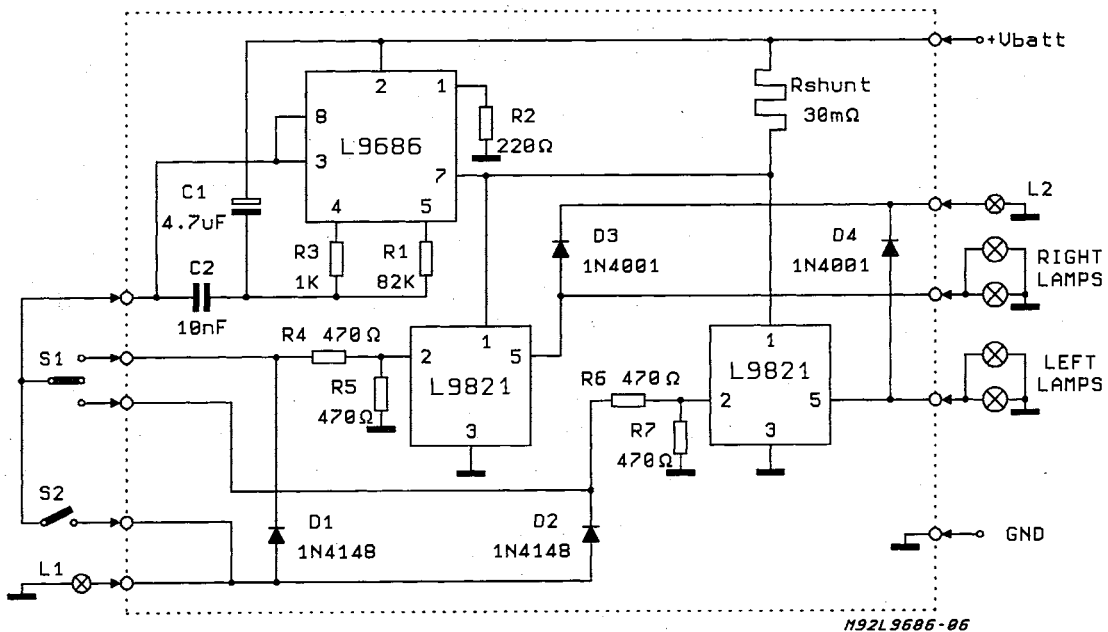 +Vbatt
2
1
Rshunt
30mΩ
R2
220Ω
8
L9686
3
7
C1
4.7uF
4
5
L2
R3
1K
R1
82K
D3
1N4001
D4
1N4001
RIGHT
LAMPS
C2
10nF
R4 470Ω
S1
2
1
5
L9821
R5
470Ω
3
R6 470Ω
1
L9821
2
5
R7
470Ω
3
LEFT
LAMPS
S2
D1
1N4148
D2
1N4148
GND
L1
M92L9686-06